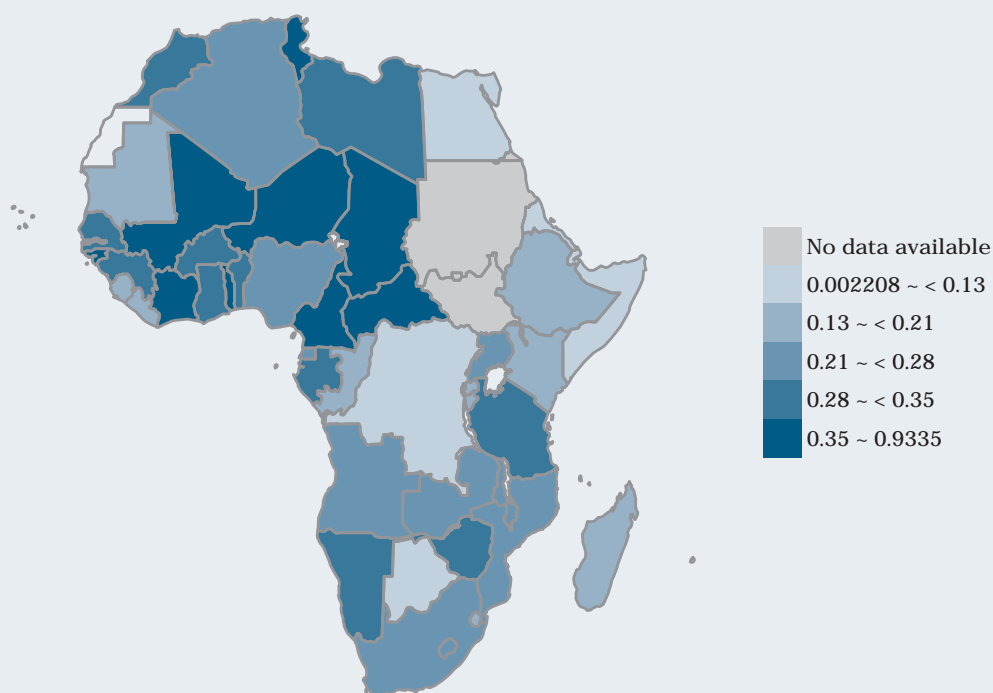 No data available
0.002208 ~ < 0.13
0.13 ~ < 0.21
0.21 ~ < 0.28
0.28 ~ < 0.35
0.35 ~ 0.9335